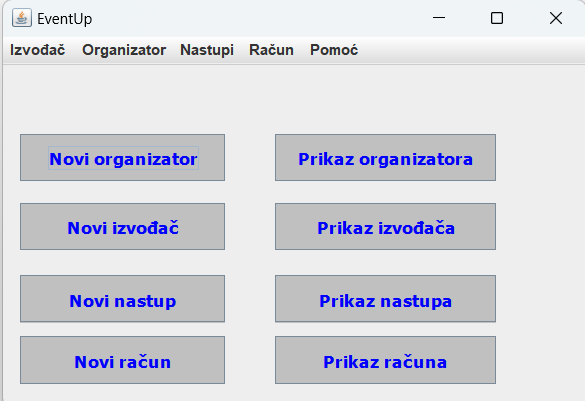 EventUp
Izvođač Organizator Nastupi Račun Pomoć
Novi organizator Prikaz organizatora
Novi izvođač Prikaz izvođača
Novi nastup Prikaz nastupa
Novi račun Prikaz računa